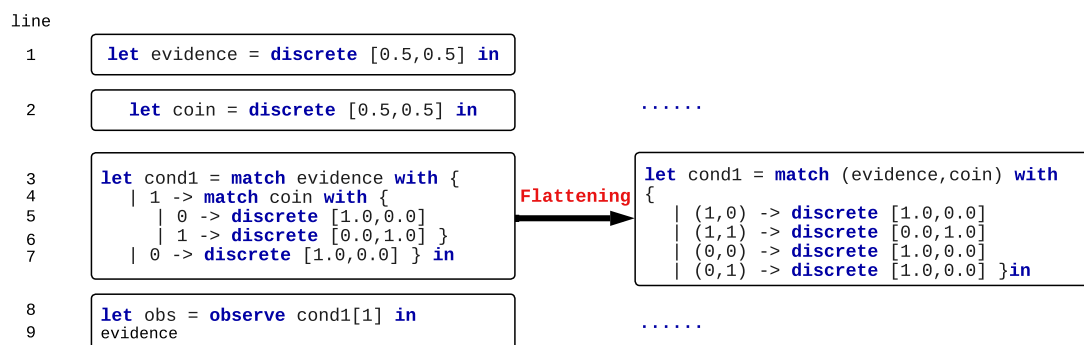 line
1 let evidence = discrete [0.5,0.5] in
2 let coin = discrete [0.5,0.5] in
......
3 let cond1 = match evidence with {
4 | 1 -> match coin with {
5 | 0 -> discrete [1.0,0.0]
6 | 1 -> discrete [0.0,1.0] }
7 | 0 -> discrete [1.0,0.0] } in
Flattening
let cond1 = match (evidence,coin) with
{
| (1,0) -> discrete [1.0,0.0]
| (1,1) -> discrete [0.0,1.0]
| (0,0) -> discrete [1.0,0.0]
| (0,1) -> discrete [1.0,0.0] }in
8 let obs = observe cond1[1] in
9 evidence
......